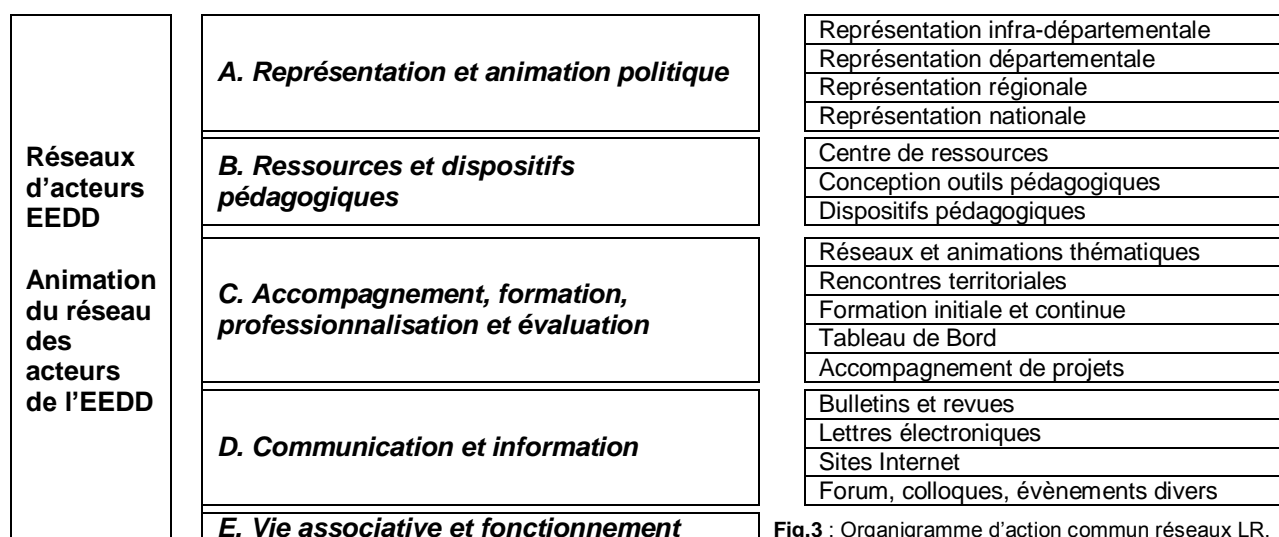 Réseaux
d’acteurs
EEDD
Animation
du réseau
des
acteurs
de l’EEDD
A. Représentation et animation politique
Représentation infra-départementale
Représentation départementale
Représentation régionale
Représentation nationale
B. Ressources et dispositifs
pédagogiques
Centre de ressources
Conception outils pédagogiques
Dispositifs pédagogiques
C. Accompagnement, formation,
professionnalisation et évaluation
Réseaux et animations thématiques
Rencontres territoriales
Formation initiale et continue
Tableau de Bord
Accompagnement de projets
D. Communication et information
Bulletins et revues
Lettres électroniques
Sites Internet
Forum, colloques, évènements divers
E. Vie associative et fonctionnement
Fig.3 : Organigramme d’action commun réseaux LR.